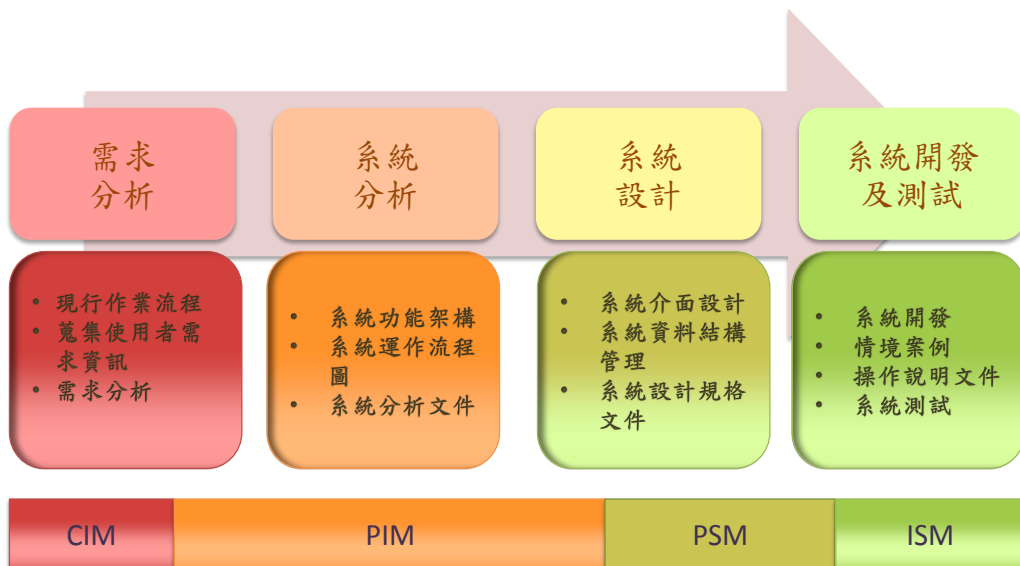 需求
分析
系統
分析
系統
設計
系統開發
及測試
• 現行作業流程
• 蒐集使用者需
求資訊
• 需求分析
• 系統功能架構
• 系統運作流程
圖
• 系統分析文件
• 系統介面設計
• 系統資料結構
管理
• 系統設計規格
文件
• 系統開發
• 情境案例
• 操作說明文件
• 系統測試
CIM
PIM
PSM
ISM